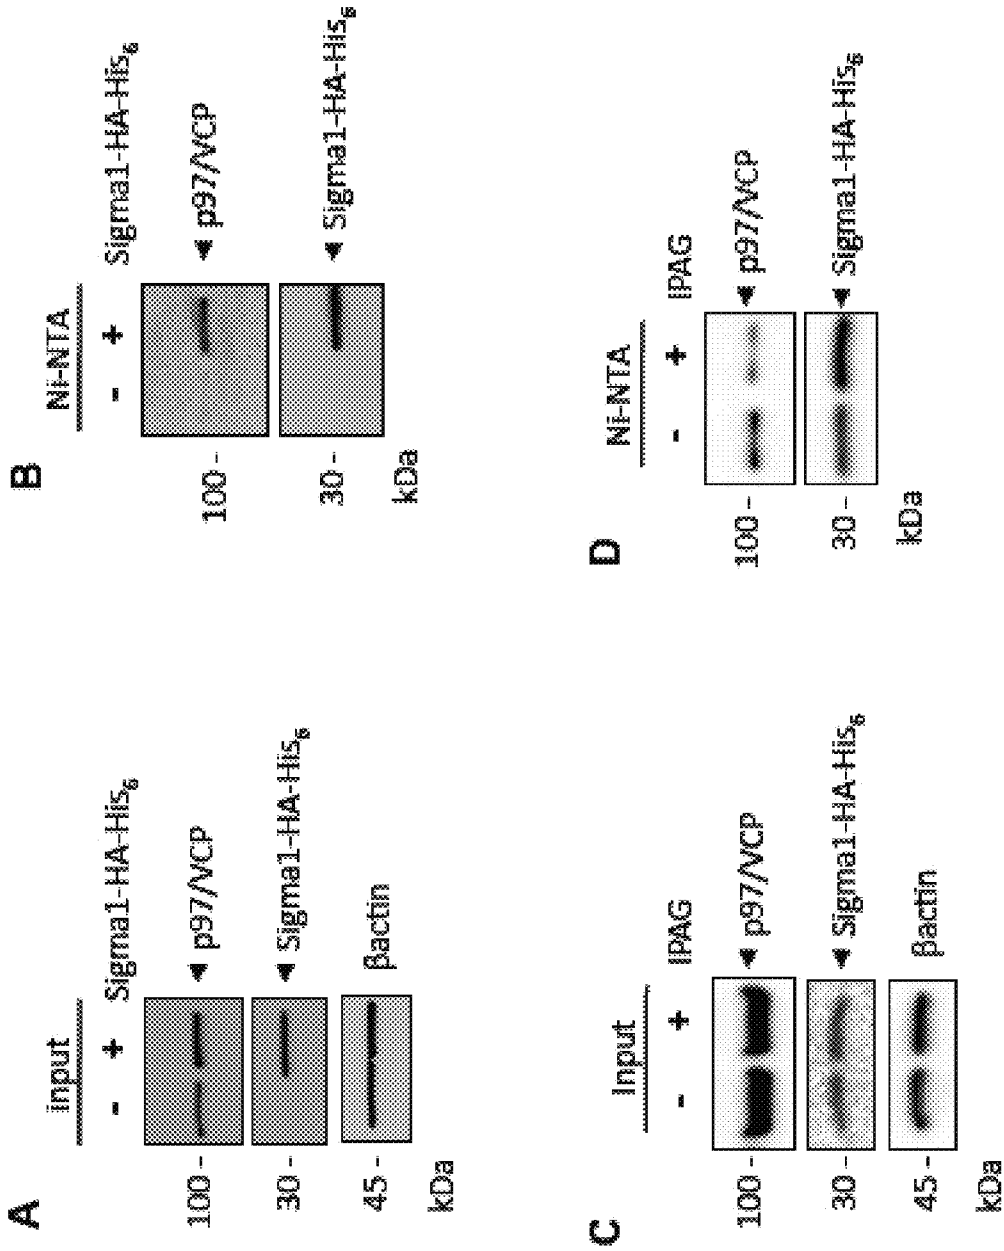 A
input
- + Sigma1-HA-His6
100 - ◄ p97/VCP
30 - ◄ Sigma1-HA-His6
45 - βactin
kDa
B
Ni-NTA
- + Sigma1-HA-His6
100 - ◄ p97/VCP
30 - ◄ Sigma1-HA-His6
kDa
C
Input
- + IPAG
100 - ◄ p97/VCP
30 - ◄ Sigma1-HA-His6
45 - βactin
kDa
D
Ni-NTA
- + IPAG
100 - ◄ p97/VCP
30 - ◄ Sigma1-HA-His6
kDa